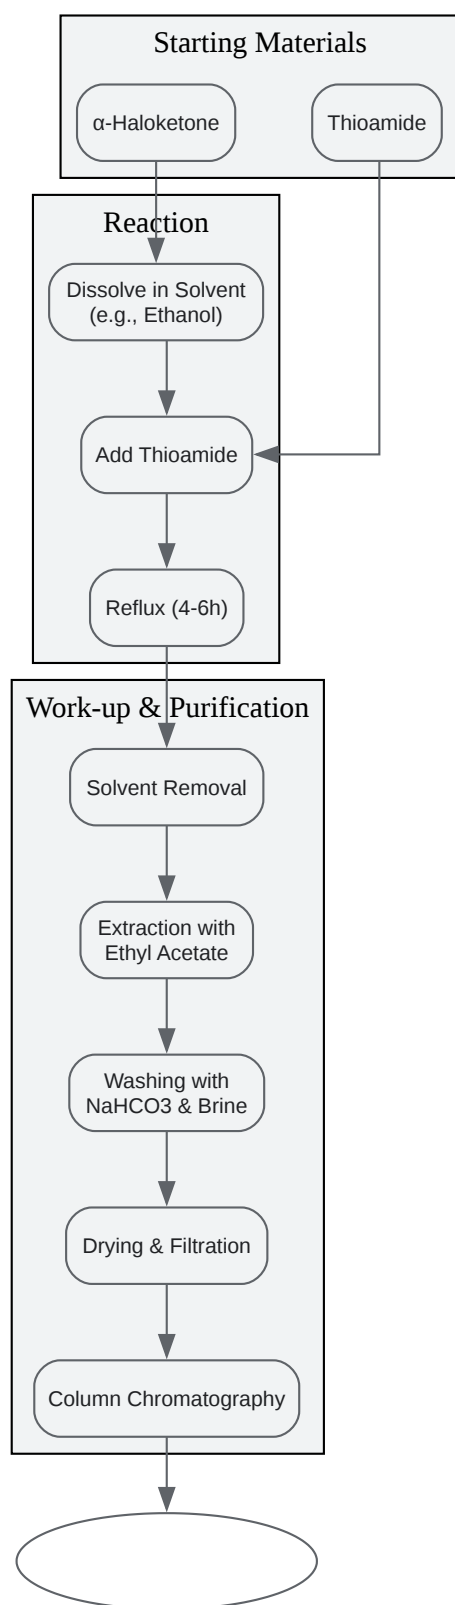 Starting Materials
α-Haloketone
Thioamide
Reaction
Dissolve in Solvent
(e.g., Ethanol)
Add Thioamide
Reflux (4-6h)
Work-up & Purification
Solvent Removal
Extraction with
Ethyl Acetate
Washing with
NaHCO3 & Brine
Drying & Filtration
Column Chromatography